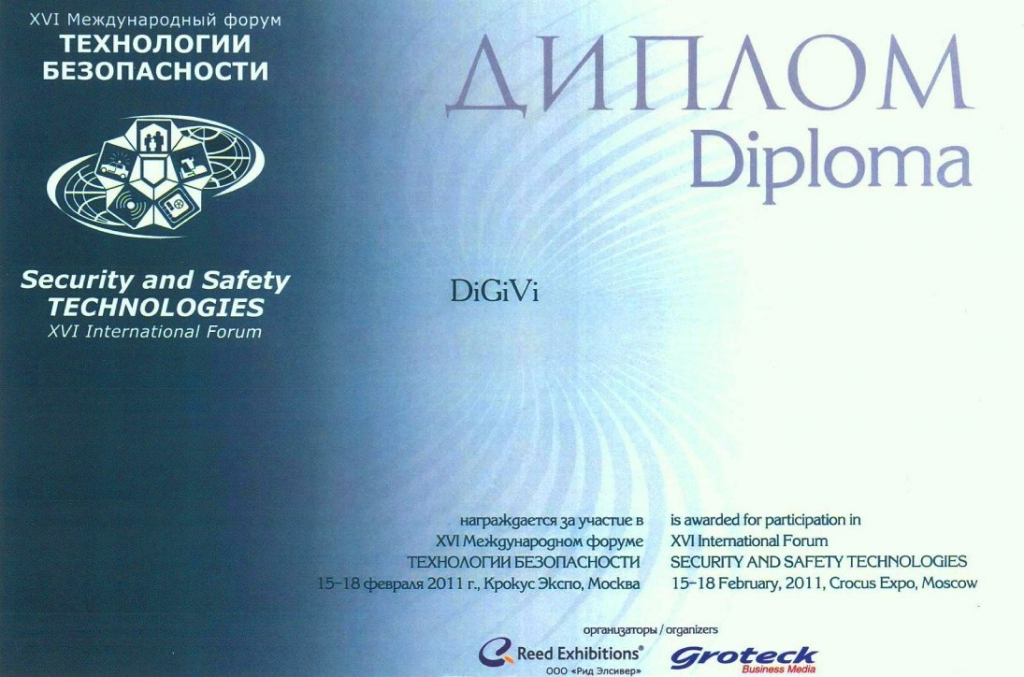 XVI Международный форум
ТЕХНОЛОГИИ
БЕЗОПАСНОСТИ
Security and Safety
TECHNOLOGIES
XVI International Forum
ДИПЛОМ
Diploma
DiGiVi
награждается за участие в
XVI Международном форуме
ТЕХНОЛОГИИ БЕЗОПАСНОСТИ
15-18 февраля 2011 г., Крокус Экспо, Москва
is awarded for participation in
XVI International Forum
SECURITY AND SAFETY TECHNOLOGIES
15-18 February, 2011, Crocus Expo, Moscow
организаторы / organizers
Reed Exhibitions®
ООО «Рид Элсивер»
Groteck
Business Media